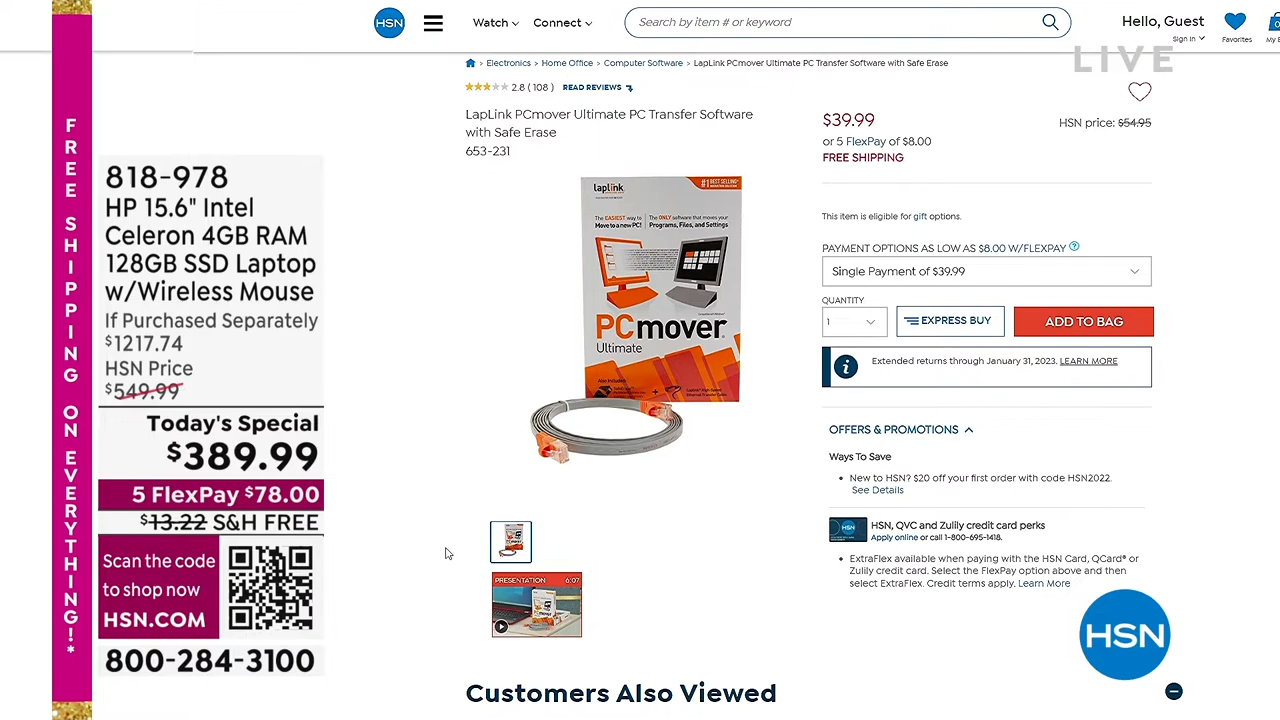 FREE SHIPPING ON EVERYTHING!*
818-978
HP 15.6" Intel
Celeron 4GB RAM
128GB SSD Laptop
w/Wireless Mouse
If Purchased Separately
$1217.74
HSN Price
$549.99
Today's Special
$389.99
5 FlexPay $78.00
$13.22 S&H FREE
Scan the code
to shop now
HSN.COM
800-284-3100
HSN
Watch
Connect
Search by item # or keyword
Hello, Guest
Sign In
Favorites
LIVE
Electronics > Home Office > Computer Software > LapLink PCmover Ultimate PC Transfer Software with Safe Erase
2.8 ( 108 ) READ REVIEWS
LapLink PCmover Ultimate PC Transfer Software
with Safe Erase
653-231
laplink
#1 BEST SELLING
The EASIEST way to
Move to a new PC!
The ONLY software that moves your
Programs, Files, and Settings
PCmover
Ultimate
Also Includes:
PRESENTATION 6:07
$39.99
HSN price: $54.95
or 5 FlexPay of $8.00
FREE SHIPPING
This item is eligible for gift options.
PAYMENT OPTIONS AS LOW AS $8.00 W/FLEXPAY ?
Single Payment of $39.99
QUANTITY
1
EXPRESS BUY
ADD TO BAG
i
Extended returns through January 31, 2023. LEARN MORE
OFFERS & PROMOTIONS
Ways To Save
• New to HSN? $20 off your first order with code HSN2022.
See Details
HSN
HSN, QVC and Zulily credit card perks
Apply online or call 1-800-695-1418.
• ExtraFlex available when paying with the HSN Card, QCard® or
Zulily credit card. Select the FlexPay option above and then
select ExtraFlex. Credit terms apply. Learn More
HSN
Customers Also Viewed